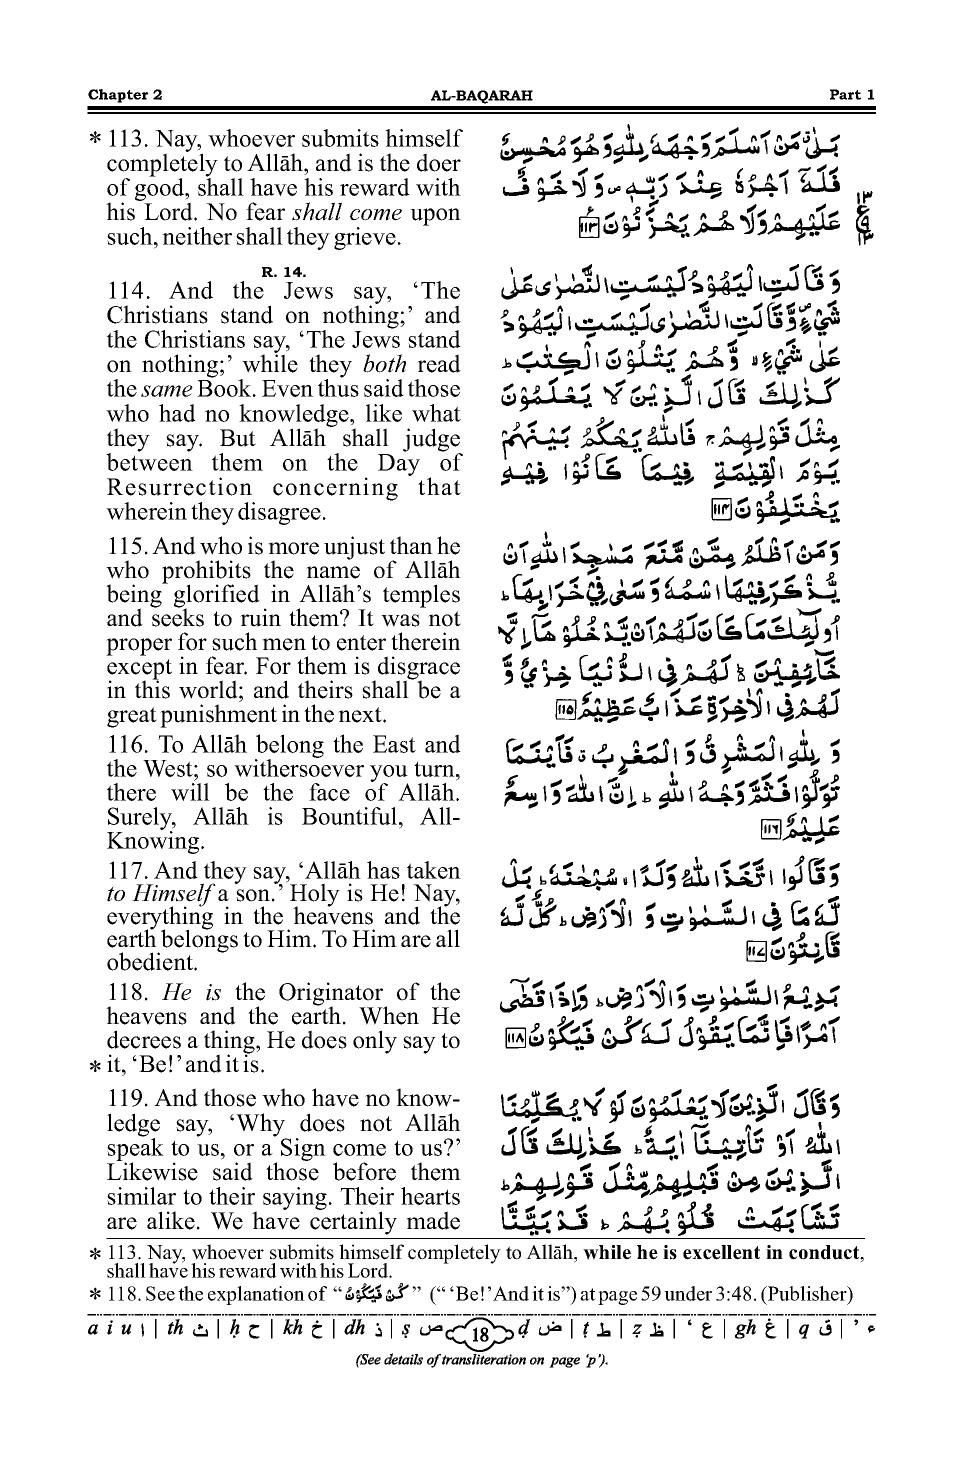 Chapter 2 AL-BAQARAH Part 1
* 113. Nay, whoever submits himself
completely to Allāh, and is the doer
of good, shall have his reward with
his Lord. No fear shall come upon
such, neither shall they grieve.
بَلٰى مَنْ اَسْلَمَ وَجْهَهٗ لِلّٰهِ وَهُوَ مُحْسِنٌ
فَلَهٗٓ اَجْرُهٗ عِنْدَ رَبِّهٖ وَلَا خَوْفٌ
عَلَيْهِمْ وَلَا هُمْ يَحْزَنُوْنَ ١١٣
R. 14.
114. And the Jews say, ‘The
Christians stand on nothing;’ and
the Christians say, ‘The Jews stand
on nothing;’ while they both read
the same Book. Even thus said those
who had no knowledge, like what
they say. But Allāh shall judge
between them on the Day of
Resurrection concerning that
wherein they disagree.
وَقَالَتِ الْيَهُوْدُ لَيْسَتِ النَّصٰرٰى عَلٰى
شَيْءٍ وَّقَالَتِ النَّصٰرٰى لَيْسَتِ الْيَهُوْدُ
عَلٰى شَيْءٍ وَّهُمْ يَتْلُوْنَ الْكِتٰبَ ؕ
كَذٰلِكَ قَالَ الَّذِيْنَ لَا يَعْلَمُوْنَ
مِثْلَ قَوْلِهِمْ ۚ فَاللّٰهُ يَحْكُمُ بَيْنَهُمْ
يَوْمَ الْقِيٰمَةِ فِيْمَا كَانُوْا فِيْهِ
يَخْتَلِفُوْنَ ١١٤
115. And who is more unjust than he
who prohibits the name of Allāh
being glorified in Allāh’s temples
and seeks to ruin them? It was not
proper for such men to enter therein
except in fear. For them is disgrace
in this world; and theirs shall be a
great punishment in the next.
وَمَنْ اَظْلَمُ مِمَّنْ مَّنَعَ مَسٰجِدَ اللّٰهِ اَنْ
يُّذْكَرَ فِيْهَا اسْمُهٗ وَسَعٰى فِيْ خَرَابِهَا ؕ
اُولٰٓئِكَ مَا كَانَ لَهُمْ اَنْ يَّدْخُلُوْهَآ اِلَّا
خَآئِفِيْنَ ؕ لَهُمْ فِي الدُّنْيَا خِزْيٌ وَّ
لَهُمْ فِي الْاٰخِرَةِ عَذَابٌ عَظِيْمٌ ١١٥
116. To Allāh belong the East and
the West; so withersoever you turn,
there will be the face of Allāh.
Surely, Allāh is Bountiful, All-
Knowing.
وَ لِلّٰهِ الْمَشْرِقُ وَ الْمَغْرِبُ ۚ فَاَيْنَمَا
تُوَلُّوْا فَثَمَّ وَجْهُ اللّٰهِ ؕ اِنَّ اللّٰهَ وَاسِعٌ
عَلِيْمٌ ١١٦
117. And they say, ‘Allāh has taken
to Himself a son.’ Holy is He! Nay,
everything in the heavens and the
earth belongs to Him. To Him are all
obedient.
وَقَالُوا اتَّخَذَ اللّٰهُ وَلَدًا ۙ سُبْحٰنَهٗ ؕ بَلْ
لَّهٗ مَا فِي السَّمٰوٰتِ وَ الْاَرْضِ ؕ كُلٌّ لَّهٗ
قَانِتُوْنَ ١١٧
118. He is the Originator of the
heavens and the earth. When He
decrees a thing, He does only say to
* it, ‘Be!’ and it is.
بَدِيْعُ السَّمٰوٰتِ وَالْاَرْضِ ؕ وَاِذَا قَضٰٓى
اَمْرًا فَاِنَّمَا يَقُوْلُ لَهٗ كُنْ فَيَكُوْنُ ١١٨
119. And those who have no know-
ledge say, ‘Why does not Allāh
speak to us, or a Sign come to us?’
Likewise said those before them
similar to their saying. Their hearts
are alike. We have certainly made
وَقَالَ الَّذِيْنَ لَا يَعْلَمُوْنَ لَوْ لَا يُكَلِّمُنَا
اللّٰهُ اَوْ تَأْتِيْنَآ اٰيَةٌ ؕ كَذٰلِكَ قَالَ
الَّذِيْنَ مِنْ قَبْلِهِمْ مِّثْلَ قَوْلِهِمْ ؕ
تَشَابَهَتْ قُلُوْبُهُمْ ؕ قَدْ بَيَّنَّا
* 113. Nay, whoever submits himself completely to Allāh, while he is excellent in conduct,
shall have his reward with his Lord.
* 118. See the explanation of “كُنْ فَيَكُوْنُ” (“ ‘Be!’ And it is”) at page 59 under 3:48. (Publisher)
a i u ا | th ث | ḥ ح | kh خ | dh ذ | ṣ ص 18 ḍ ض | ṭ ط | ẓ ظ | ‘ ع | gh غ | q ق | ’ ء
(See details of transliteration on page ‘p’).